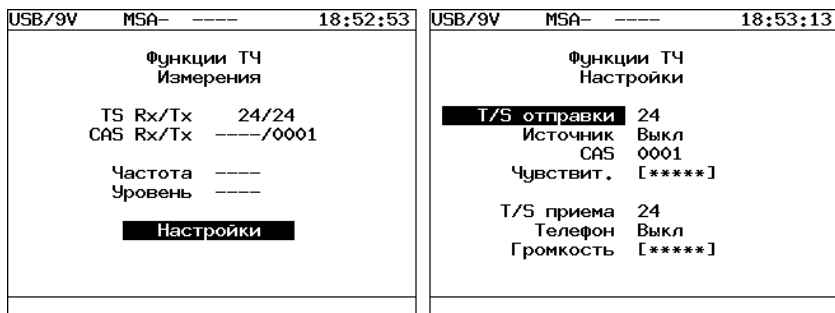 USB/9V MSA- ---- 18:52:53
Функции ТЧ
Измерения
TS Rx/Tx 24/24
CAS Rx/Tx ----/0001
Частота ----
Уровень ----
Настройки
USB/9V MSA- ---- 18:53:13
Функции ТЧ
Настройки
T/S отправки 24
Источник Выкл
CAS 0001
Чувствит. [*****]
T/S приема 24
Телефон Выкл
Громкость [*****]